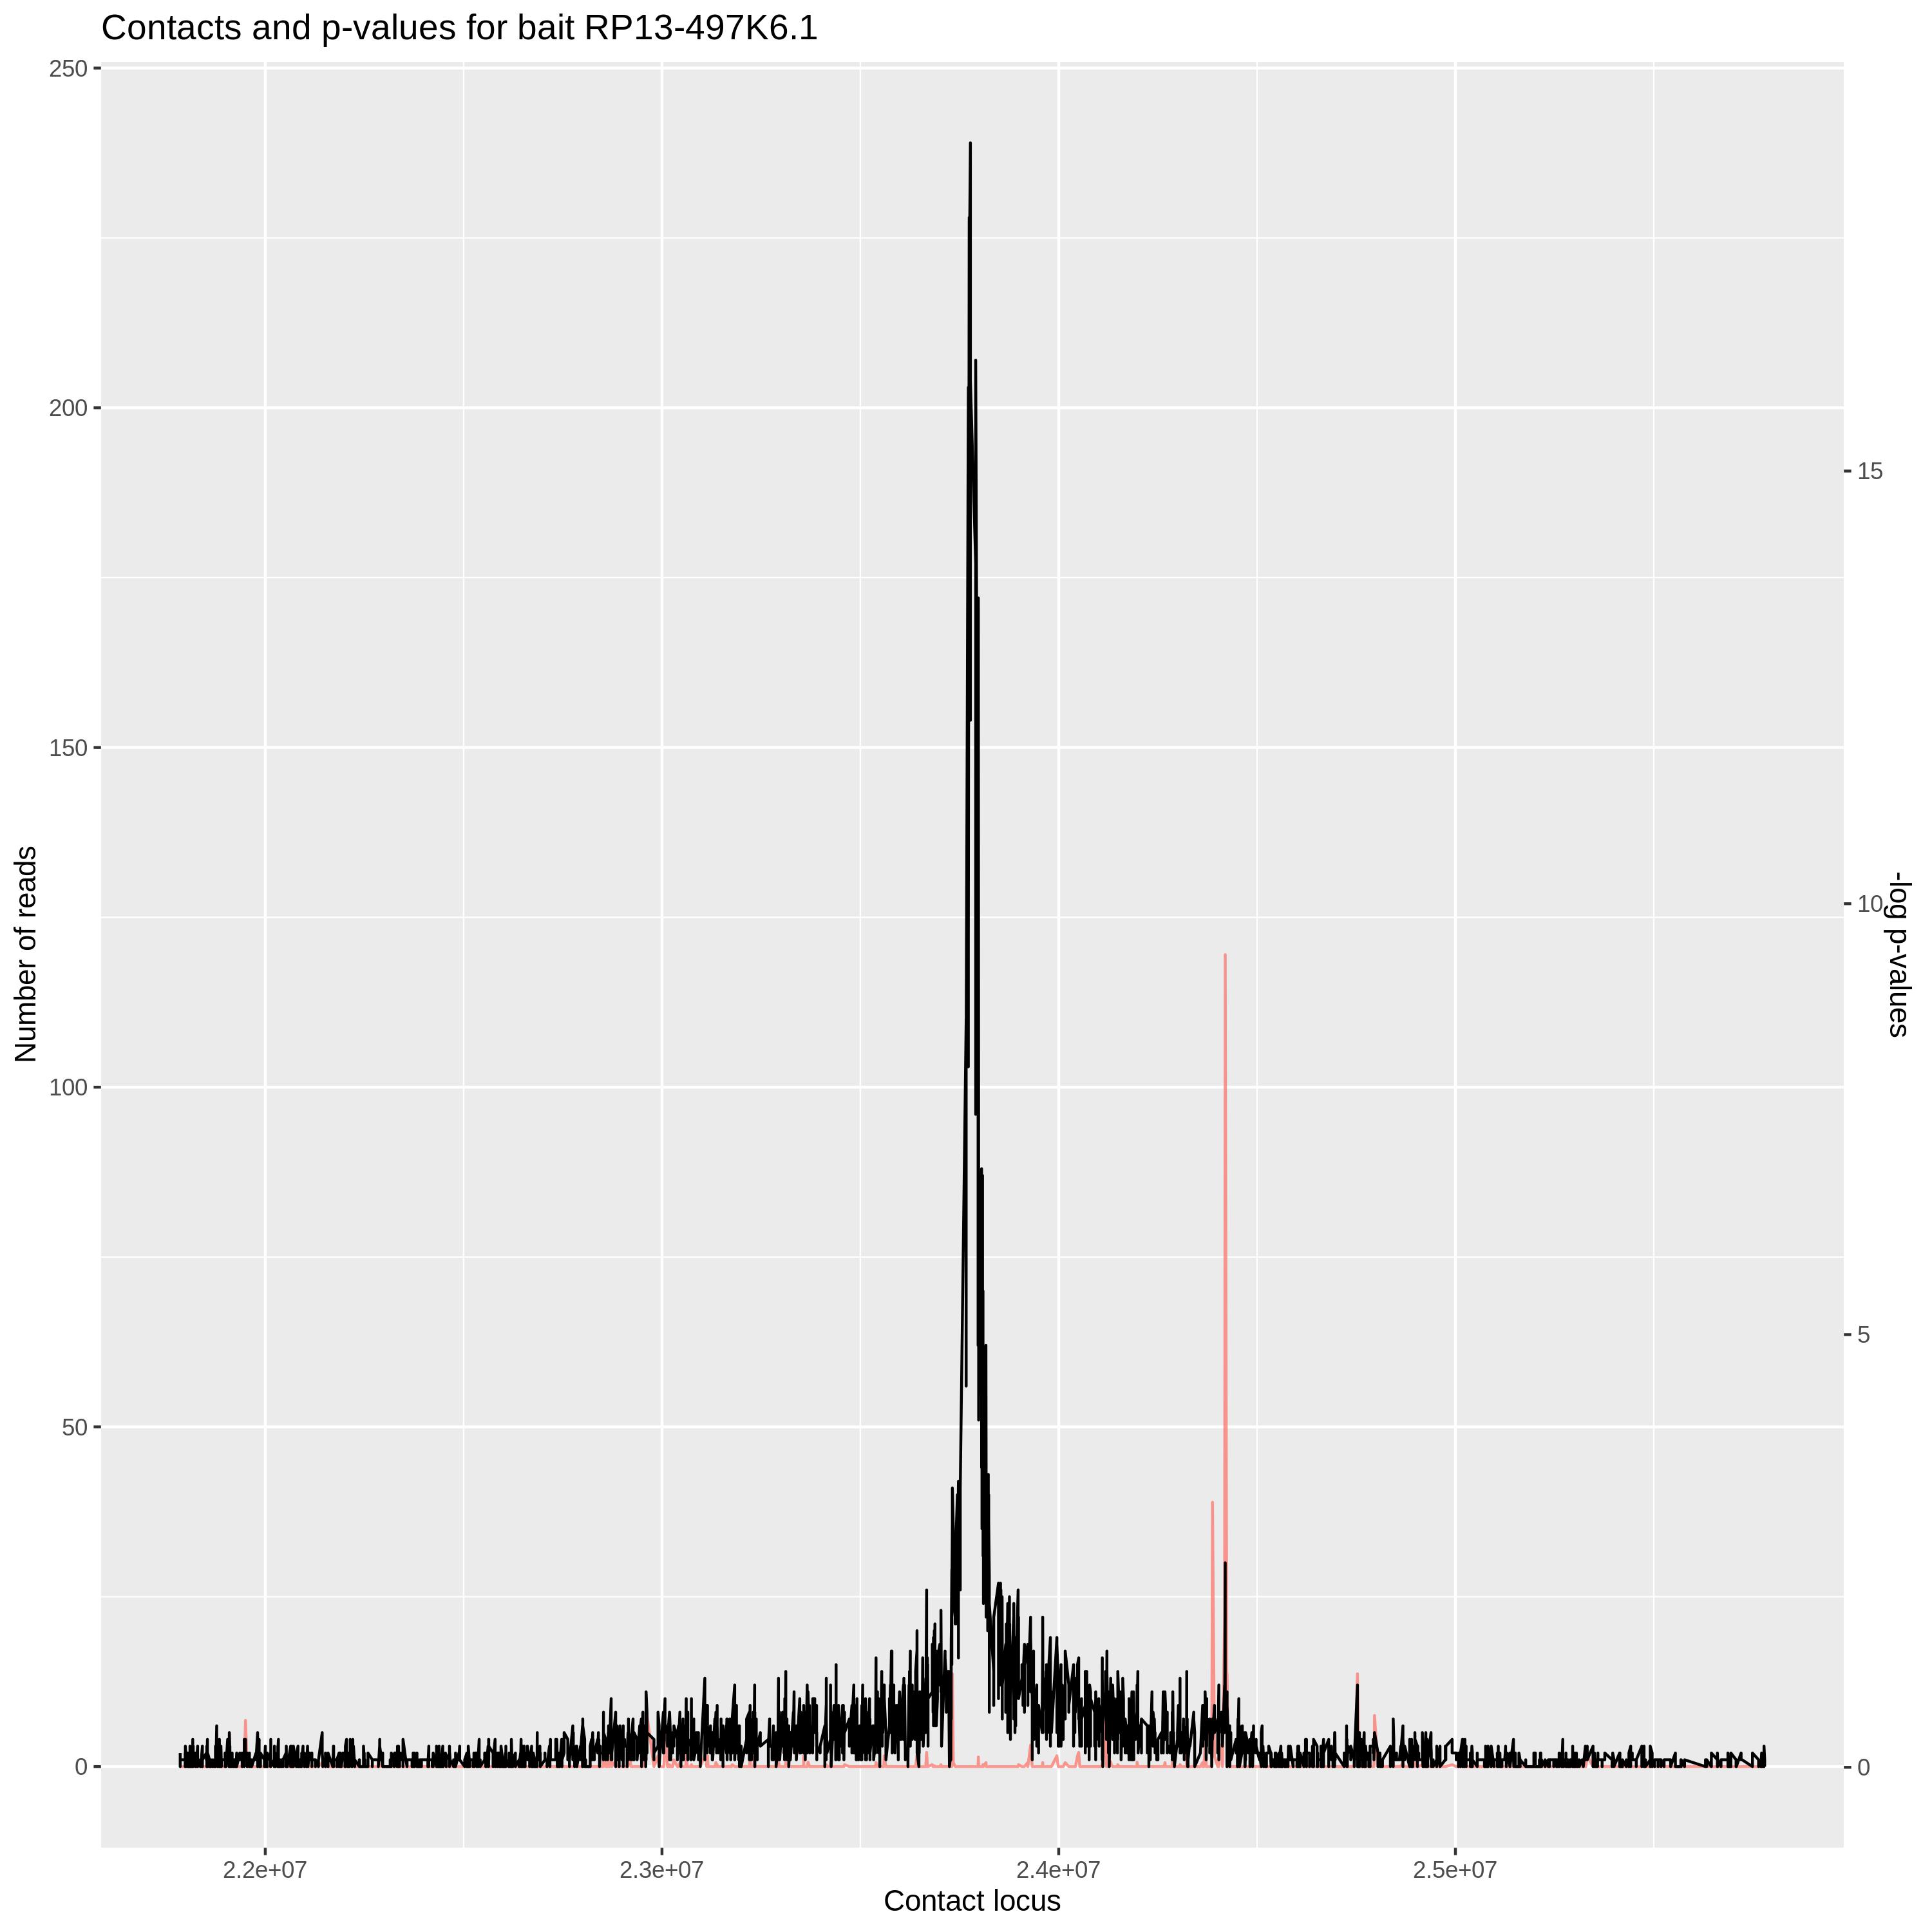 Contacts and p-values for bait RP13-497K6.1
250
200
150
100
50
0
Number of reads
15
10
5
0
-log p-values
2.2e+07
2.3e+07
2.4e+07
2.5e+07
Contact locus